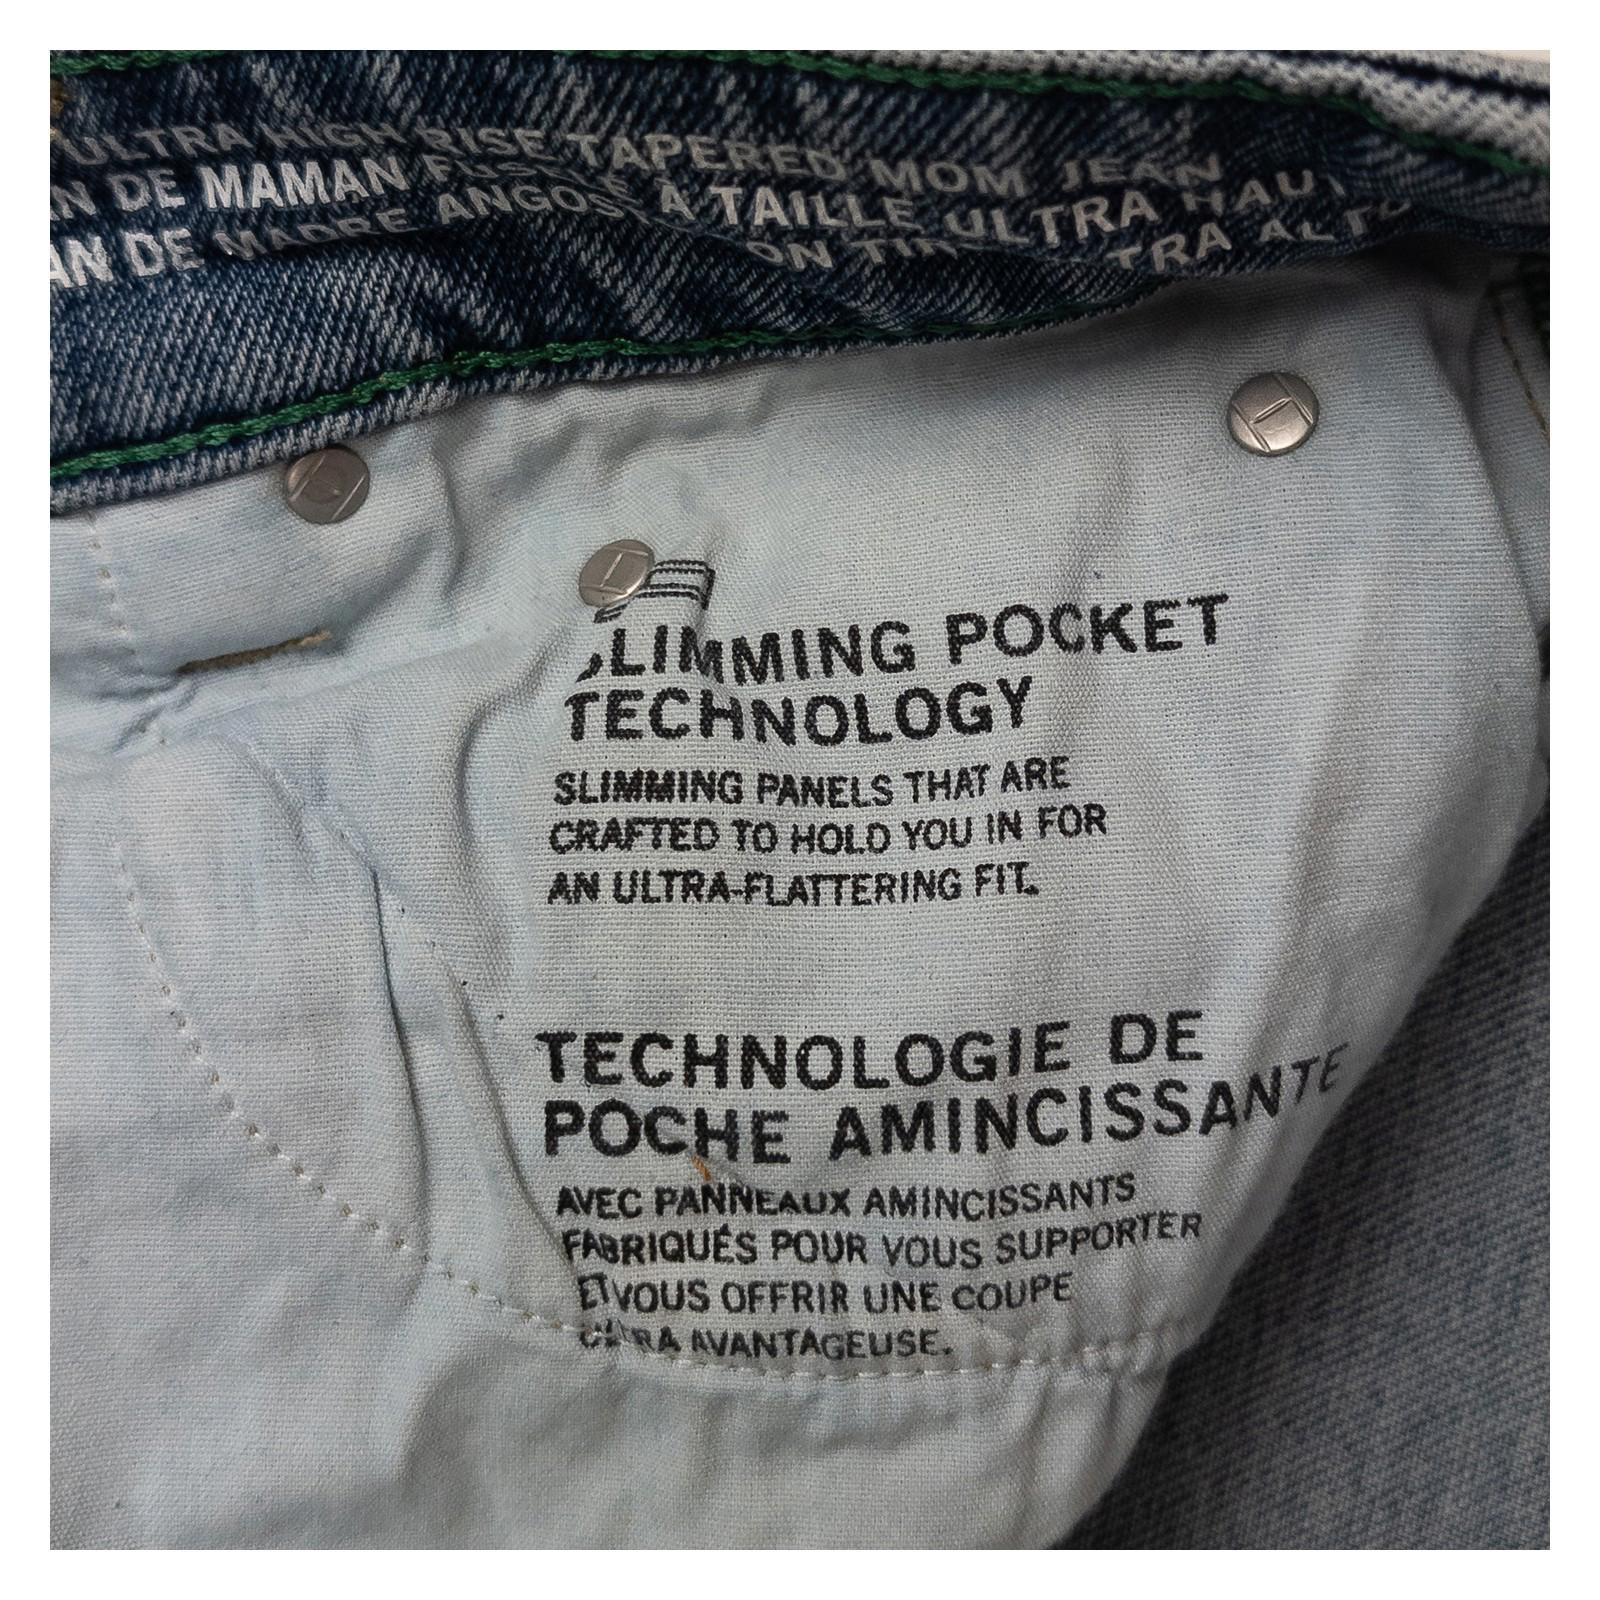 ULTRA HIGH RISE TAPERED MOM JEAN
DE MAMAN À TAILLE ULTRA
DE MADRE
SLIMMING POCKET
TECHNOLOGY
SLIMMING PANELS THAT ARE
CRAFTED TO HOLD YOU IN FOR
AN ULTRA-FLATTERING FIT.
TECHNOLOGIE DE
POCHE AMINCISSANTE
AVEC PANNEAUX AMINCISSANTS
FABRIQUÉS POUR VOUS SUPPORTER
ET VOUS OFFRIR UNE COUPE
ULTRA AVANTAGEUSE.